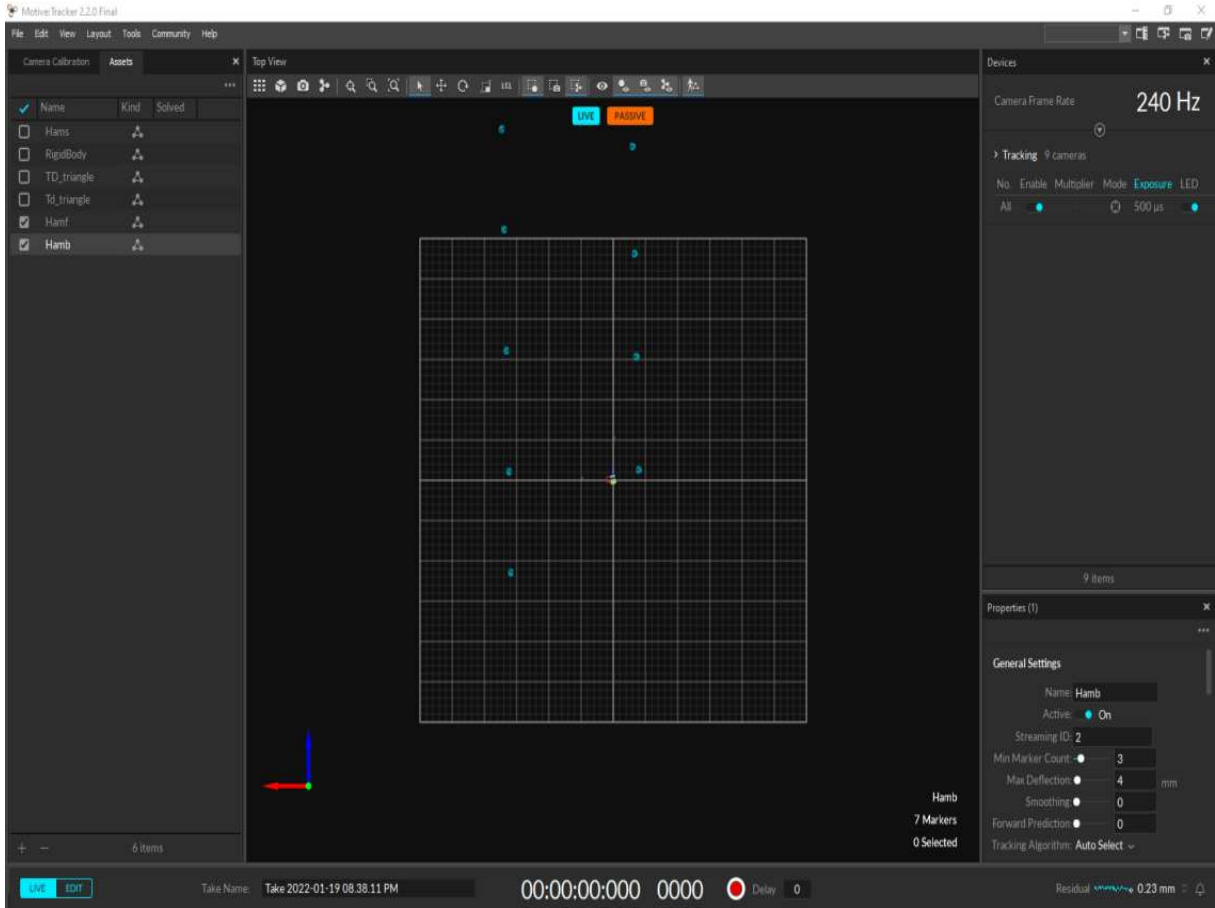 Motive:Tracker 2.2.0 Final
File Edit View Layout Tools Community Help
Camera Calibration Assets
Name Kind Solved
Hams
RigidBody
TD_triangle
Td_triangle
Hamf
Hamb
6 items
Top View
LIVE PASSIVE
Hamb
7 Markers
0 Selected
Devices
Camera Frame Rate 240 Hz
Tracking 9 cameras
No. Enable Multiplier Mode Exposure LED
All 500 µs
9 items
Properties (1)
General Settings
Name: Hamb
Active: On
Streaming ID: 2
Min Marker Count: 3
Max Deflection: 4 mm
Smoothing: 0
Forward Prediction: 0
Tracking Algorithm: Auto Select
LIVE EDIT Take Name: Take 2022-01-19 08.38.11 PM 00:00:00:000 0000 Delay 0 Residual 0.23 mm